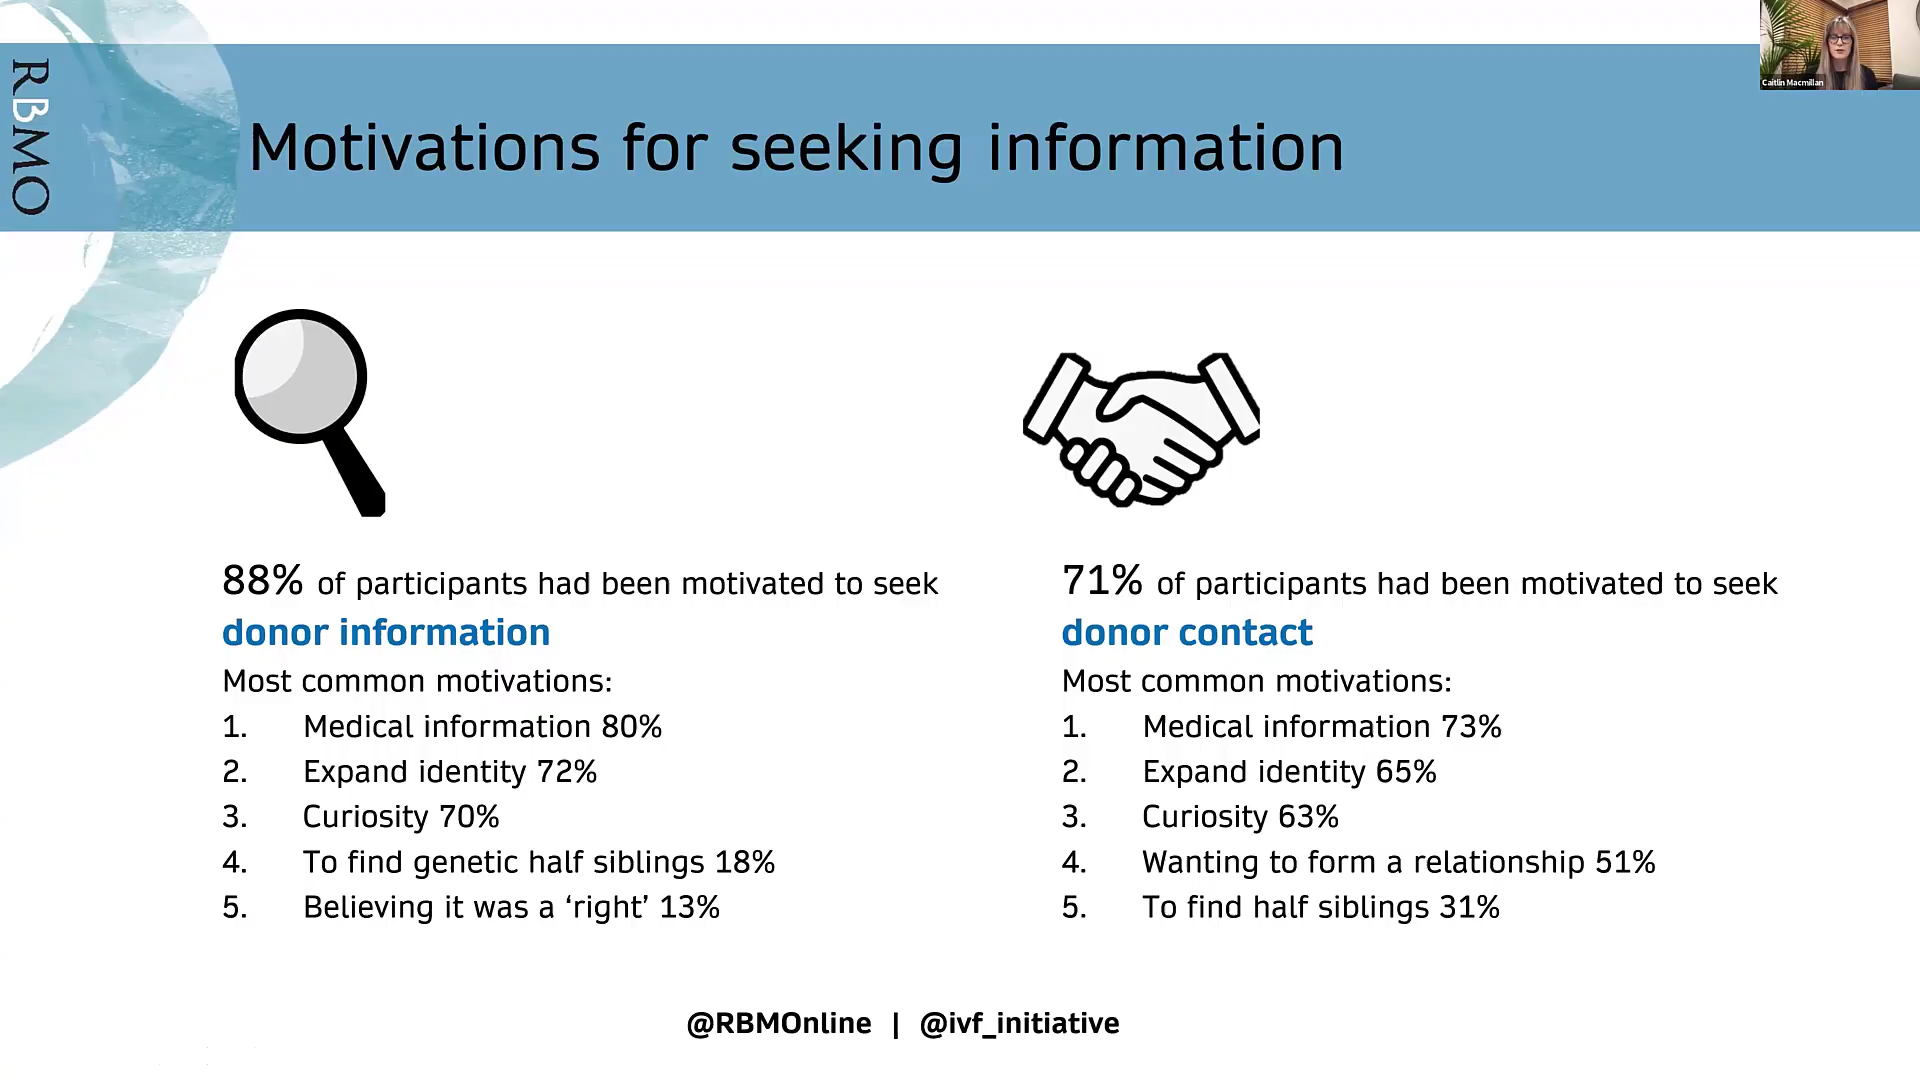 RBMO
Caitlin Macmillan
Motivations for seeking information
88% of participants had been motivated to seek
donor information
Most common motivations:
1. Medical information 80%
2. Expand identity 72%
3. Curiosity 70%
4. To find genetic half siblings 18%
5. Believing it was a ‘right’ 13%
71% of participants had been motivated to seek
donor contact
Most common motivations:
1. Medical information 73%
2. Expand identity 65%
3. Curiosity 63%
4. Wanting to form a relationship 51%
5. To find half siblings 31%
@RBMOnline | @ivf_initiative